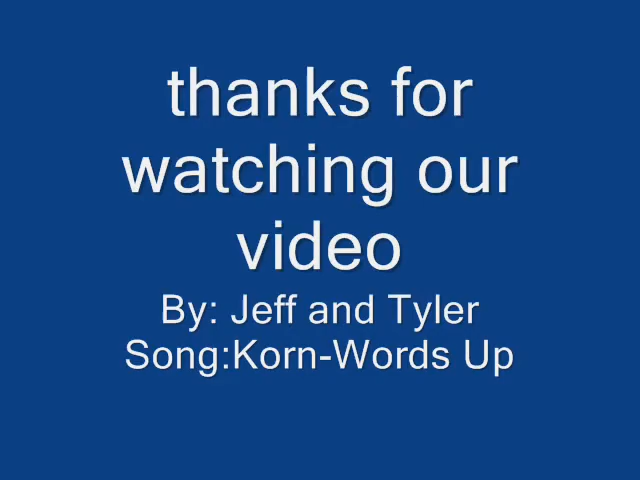 thanks for
watching our
video
By: Jeff and Tyler
Song:Korn-Words Up